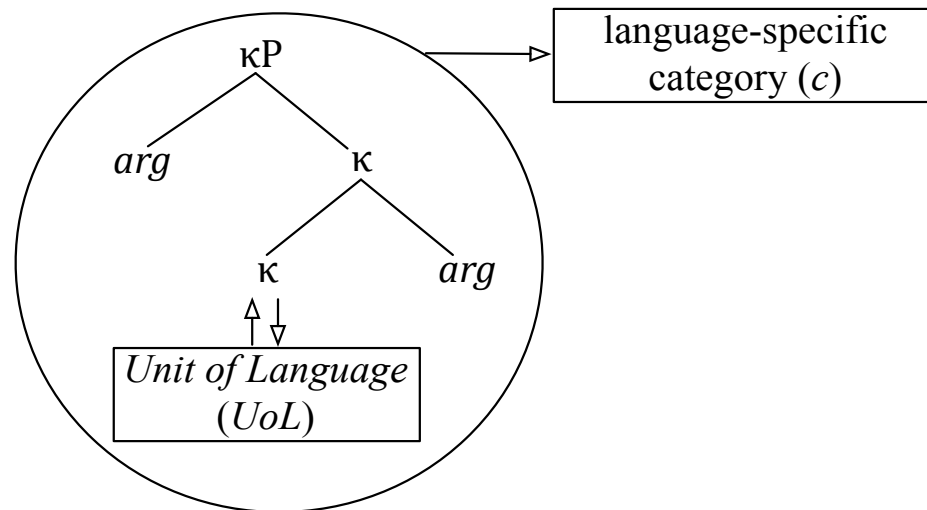 language-specific
category (c)
κP
arg
κ
κ
arg
Unit of Language
(UoL)